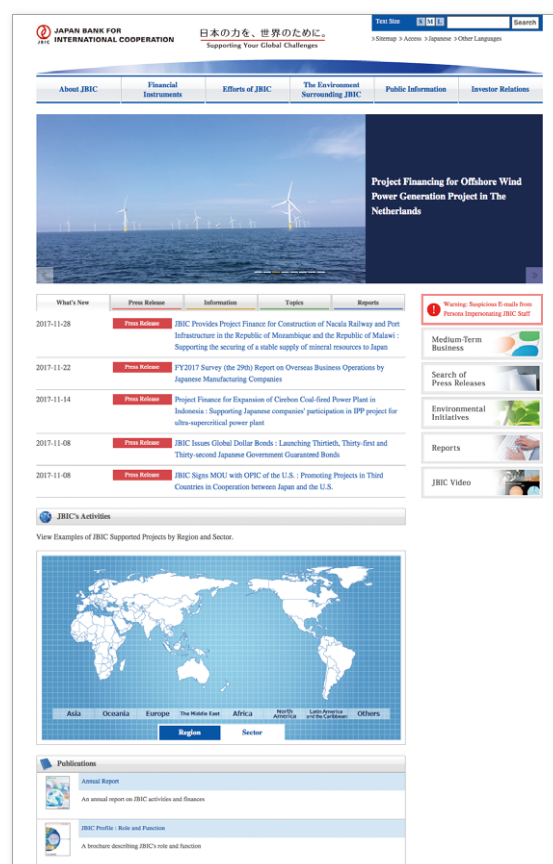 JAPAN BANK FOR
INTERNATIONAL COOPERATION
JBIC
日本の力を、世界のために。
Supporting Your Global Challenges
Text Size S M L Search
>Sitemap >Access >Japanese >Other Languages
About JBIC
Financial
Instruments
Efforts of JBIC
The Environment
Surrounding JBIC
Public Information
Investor Relations
Project Financing for Offshore Wind
Power Generation Project in The
Netherlands
What's New
Press Release
Information
Topics
Reports
2017-11-28 Press Release JBIC Provides Project Finance for Construction of Nacala Railway and Port
Infrastructure in the Republic of Mozambique and the Republic of Malawi :
Supporting the securing of a stable supply of mineral resources to Japan
2017-11-22 Press Release FY2017 Survey (the 29th) Report on Overseas Business Operations by
Japanese Manufacturing Companies
2017-11-14 Press Release Project Finance for Expansion of Cirebon Coal-fired Power Plant in
Indonesia : Supporting Japanese companies' participation in IPP project for
ultra-supercritical power plant
2017-11-08 Press Release JBIC Issues Global Dollar Bonds : Launching Thirtieth, Thirty-first and
Thirty-second Japanese Government Guaranteed Bonds
2017-11-08 Press Release JBIC Signs MOU with OPIC of the U.S. : Promoting Projects in Third
Countries in Cooperation between Japan and the U.S.
Warning: Suspicious E-mails from
Persons Impersonating JBIC Staff
Medium-Term
Business
Search of
Press Releases
Environmental
Initiatives
Reports
JBIC Video
JBIC's Activities
View Examples of JBIC Supported Projects by Region and Sector.
Asia
Oceania
Europe
The Middle East
Africa
North
America
Latin America
and the Caribbean
Others
Region
Sector
Publications
Annual Report
An annual report on JBIC activities and finances
JBIC Profile : Role and Function
A brochure describing JBIC's role and function